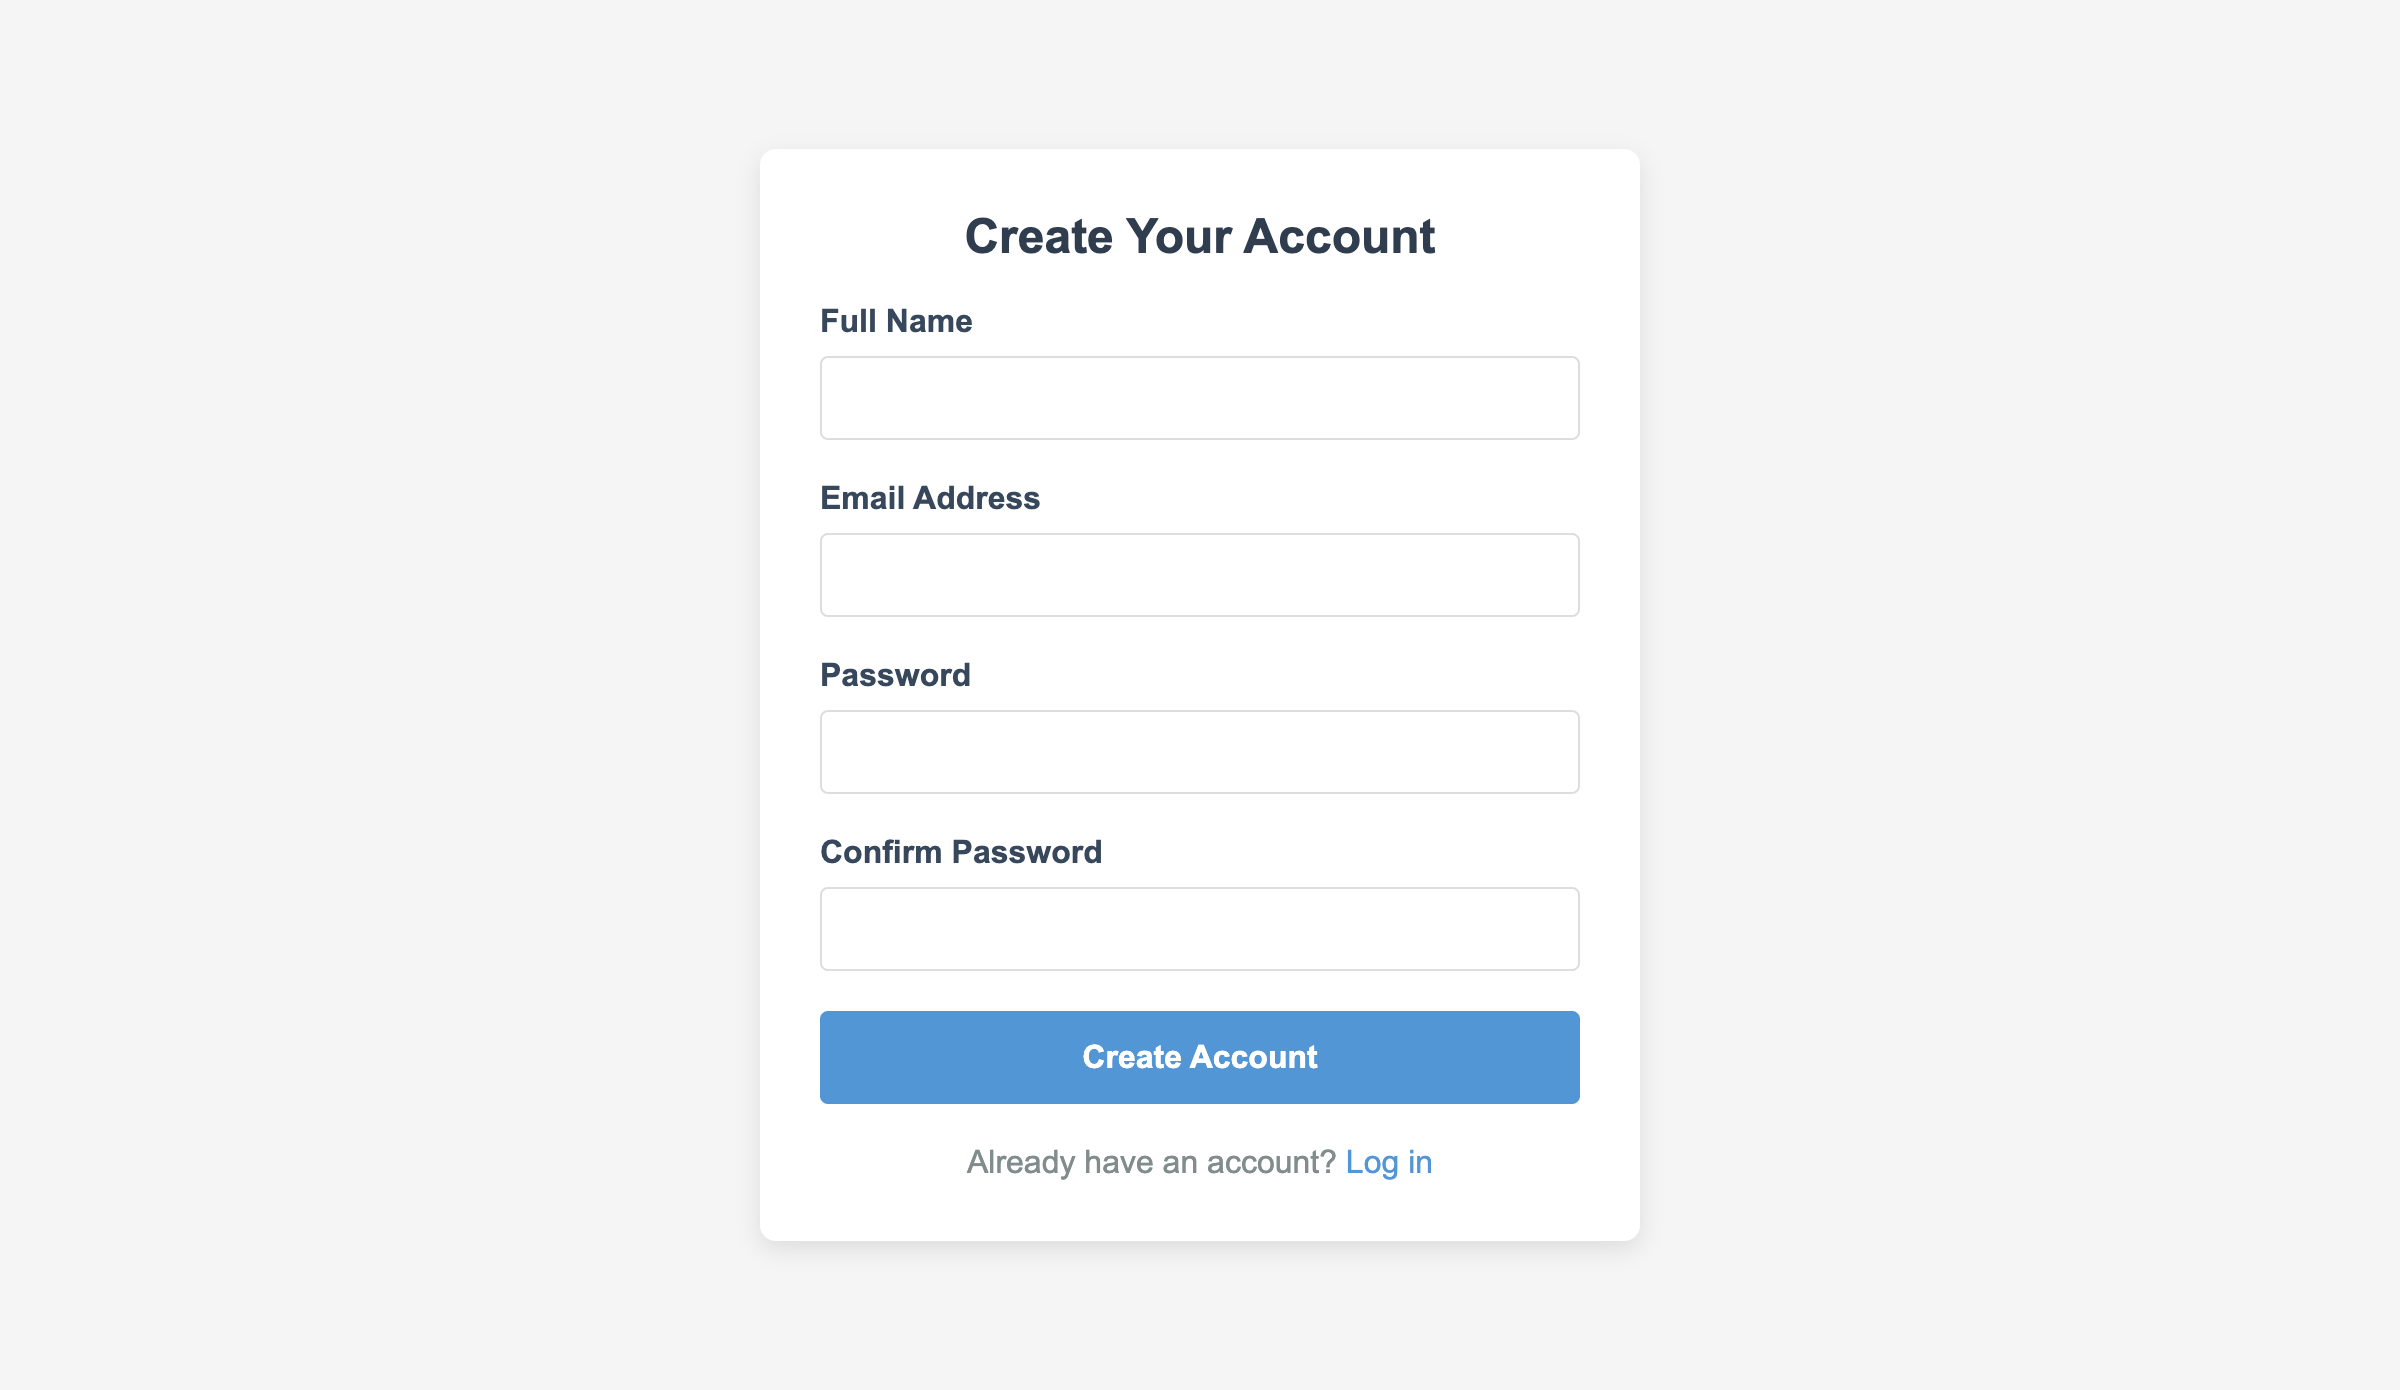 Create Your Account
Full Name
Email Address
Password
Confirm Password
Create Account
Already have an account? Log in